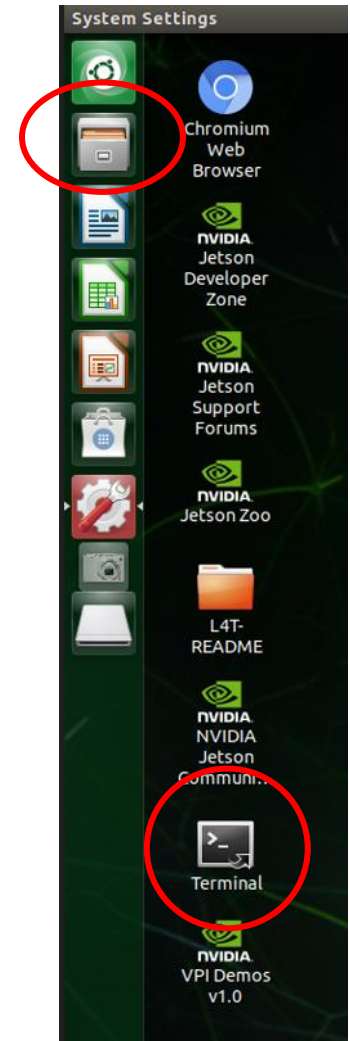 System Settings
Chromium
Web
Browser
nVIDIA.
Jetson
Developer
Zone
nVIDIA.
Jetson
Support
Forums
nVIDIA.
Jetson Zoo
L4T-
README
nVIDIA.
NVIDIA
Jetson
Communi...
>_
Terminal
nVIDIA.
VPI Demos
v1.0